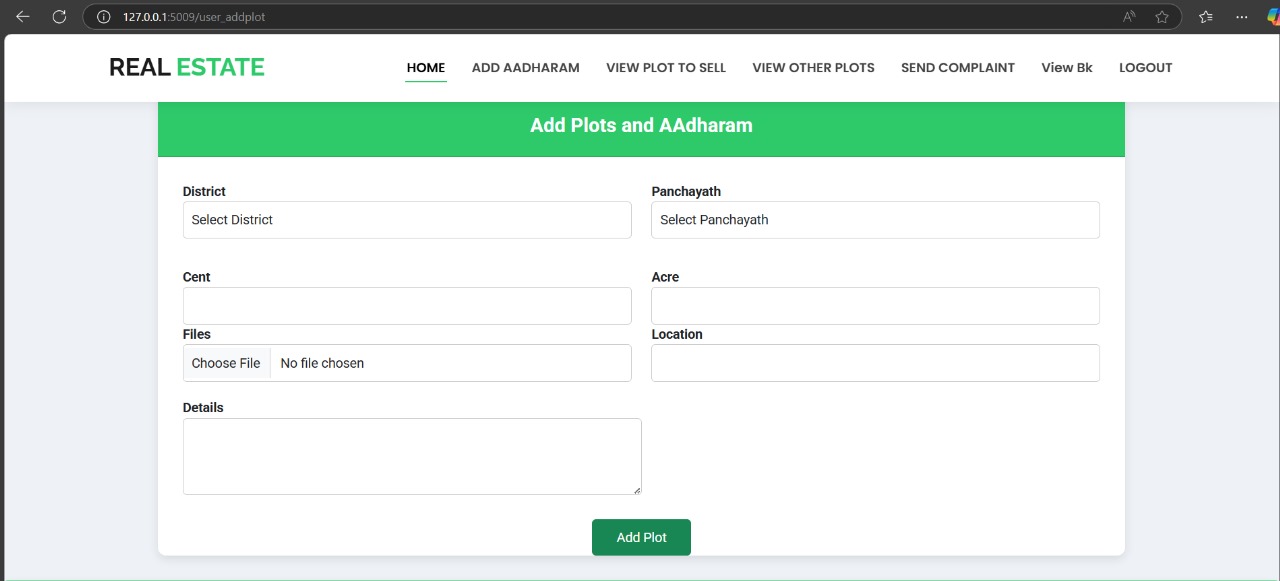 127.0.0.1:5009/user_addplot
REAL ESTATE HOME ADD AADHARAM VIEW PLOT TO SELL VIEW OTHER PLOTS SEND COMPLAINT View Bk LOGOUT
Add Plots and AAdharam
District Panchayath
Select District Select Panchayath
Cent Acre
Files Location
Choose File No file chosen
Details
Add Plot